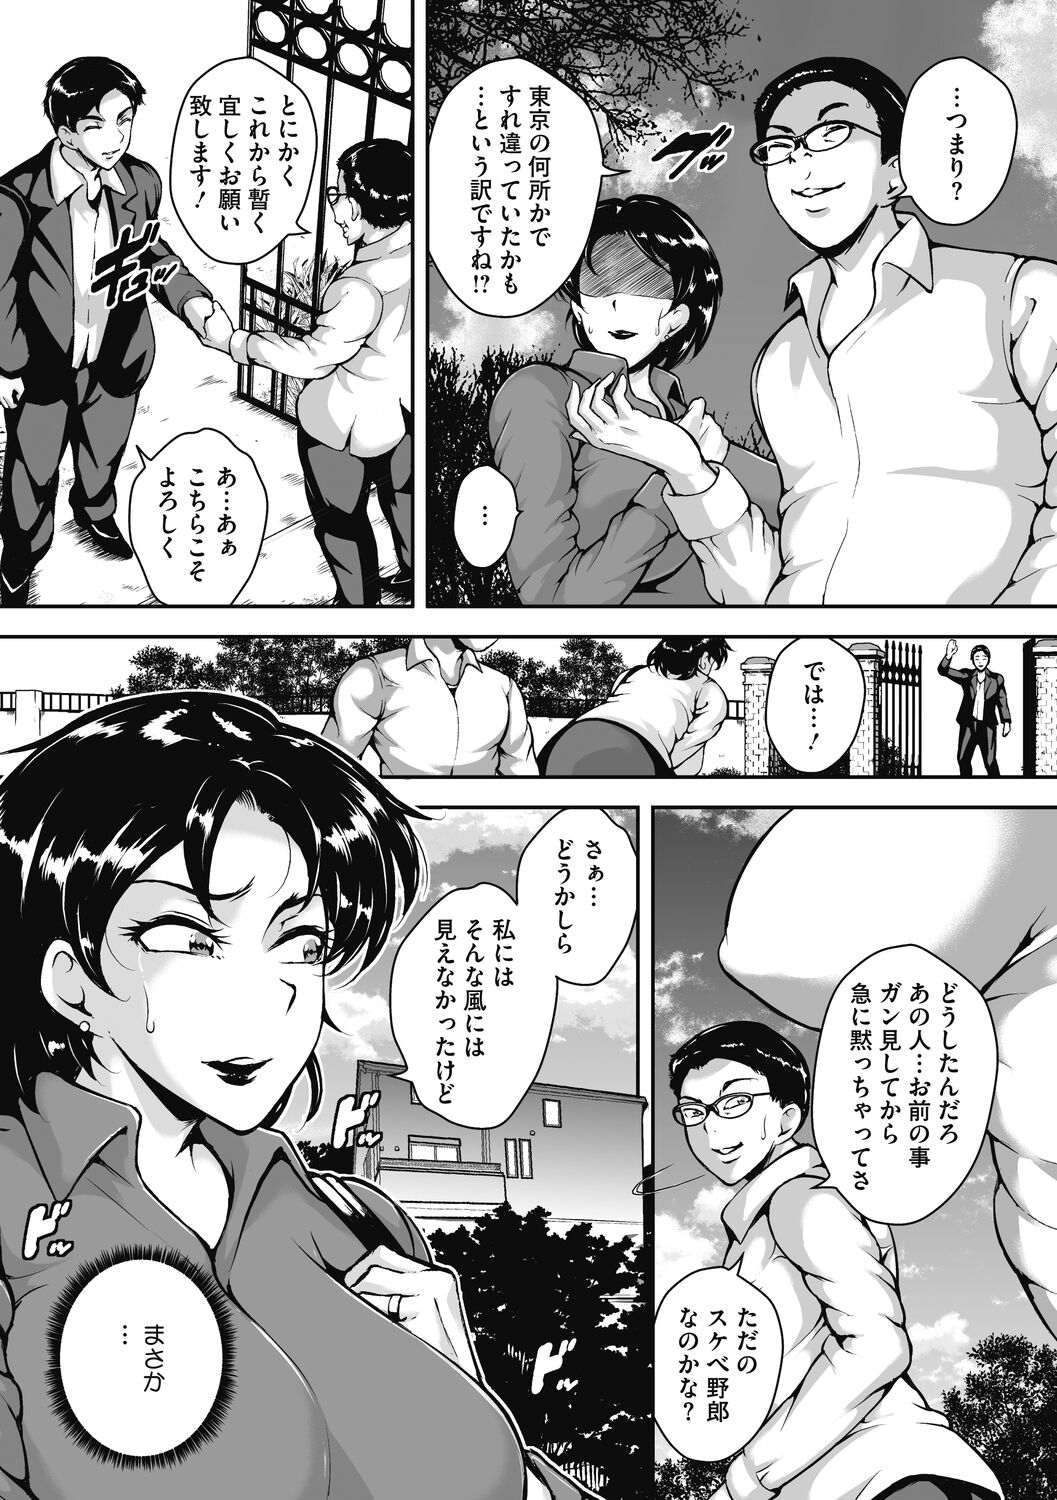 …つまり？
東京の何所かで
すれ違っていたかも
…という訳ですね!?
グッ
…
とにかく
これから暫く
宜しくお願い
致します！
ギュッ
あ…あぁ
こちらこそ
よろしく
では…！
どうしたんだろ
あの人…お前の事
ガン見してから
急に黙っちゃってさ
ただの
スケベ野郎
なのかな？
さぁ…
どうかしら
私には
そんな風には
見えなかったけど
ドッ
ドッ
ドッ
まさか
…